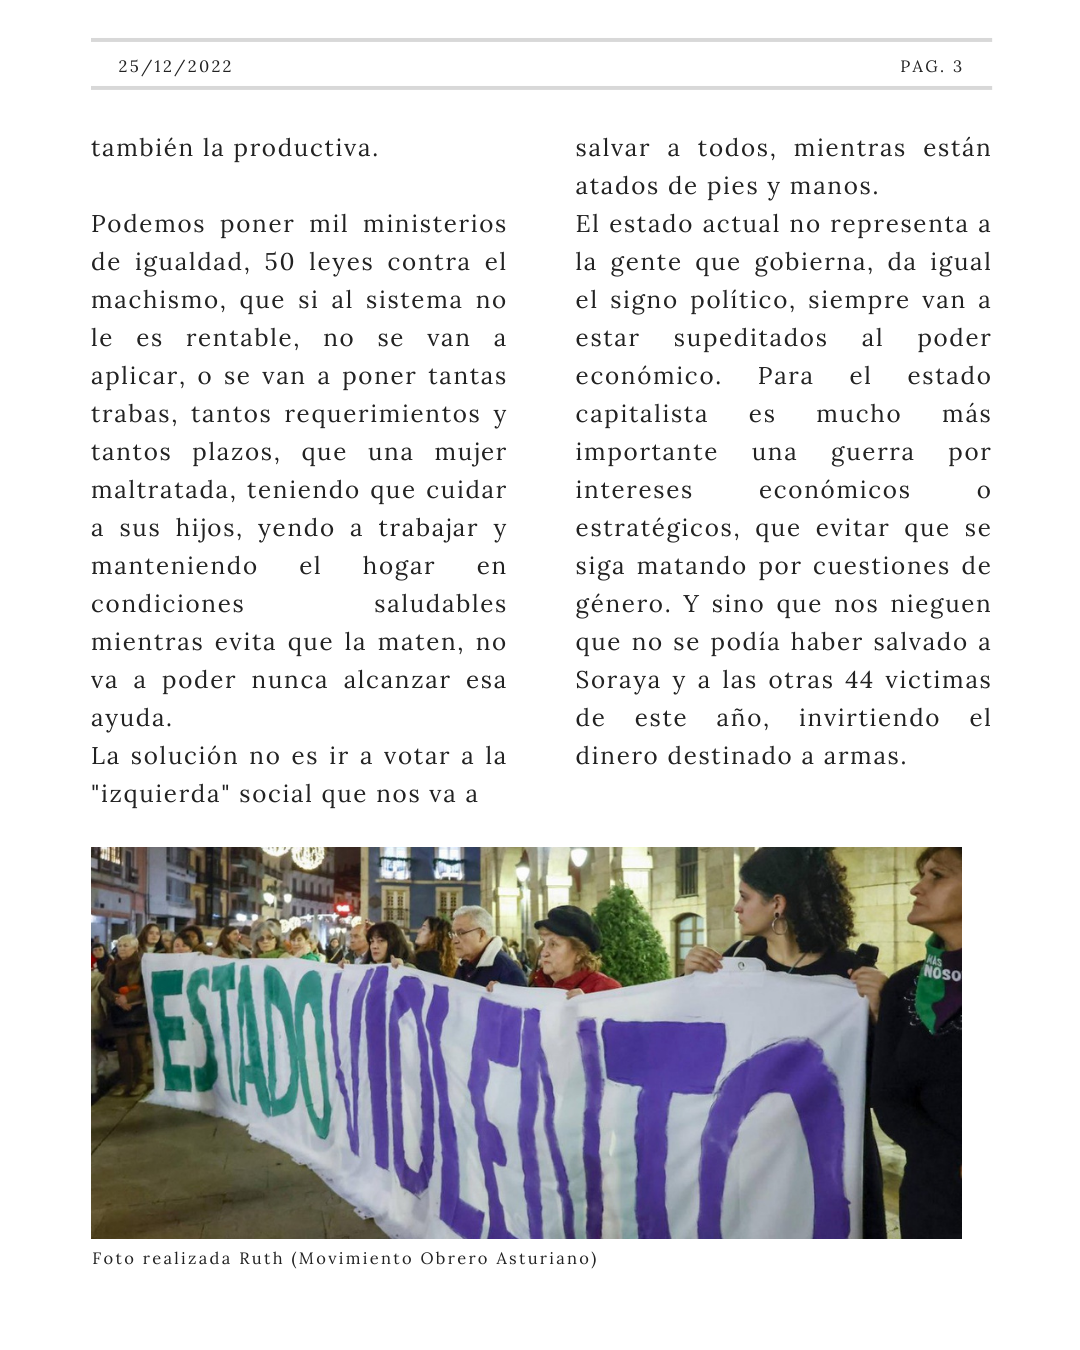 25/12/2022
PAG. 3
también la productiva.
Podemos poner mil ministerios
de igualdad, 50 leyes contra el
machismo, que si al sistema no
le es rentable, no se van a
aplicar, o se van a poner tantas
trabas, tantos requerimientos y
tantos plazos, que una mujer
maltratada, teniendo que cuidar
a sus hijos, yendo a trabajar y
manteniendo el hogar en
condiciones saludables
mientras evita que la maten, no
va a poder nunca alcanzar esa
ayuda.
La solución no es ir a votar a la
"izquierda" social que nos va a
salvar a todos, mientras están
atados de pies y manos.
El estado actual no representa a
la gente que gobierna, da igual
el signo político, siempre van a
estar supeditados al poder
económico. Para el estado
capitalista es mucho más
importante una guerra por
intereses económicos o
estratégicos, que evitar que se
siga matando por cuestiones de
género. Y sino que nos nieguen
que no se podía haber salvado a
Soraya y a las otras 44 victimas
de este año, invirtiendo el
dinero destinado a armas.
ESTADO VIOLENTO
MÁS
NOSO
Foto realizada Ruth (Movimiento Obrero Asturiano)